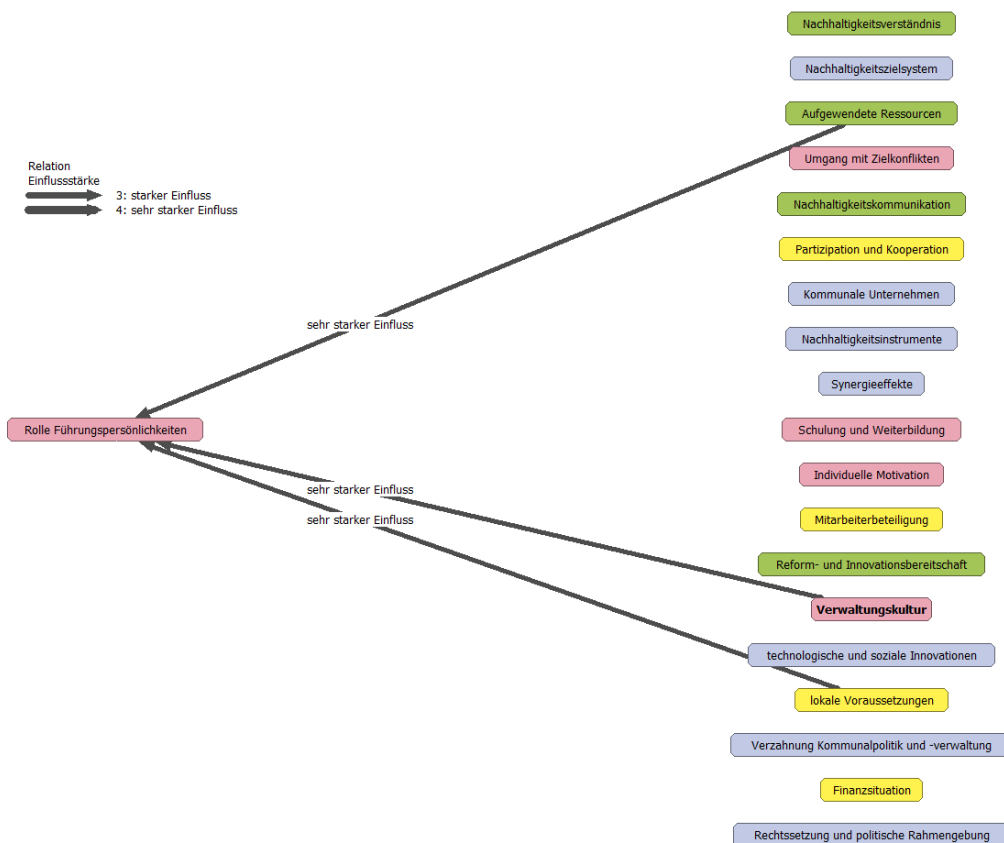 Nachhaltigkeitsverständnis
Nachhaltigkeitszielsystem
Aufgewendete Ressourcen
Umgang mit Zielkonflikten
Relation
Einflussstärke
3: starker Einfluss
4: sehr starker Einfluss
Nachhaltigkeitskommunikation
Partizipation und Kooperation
Kommunale Unternehmen
sehr starker Einfluss
Nachhaltigkeitsinstrumente
Synergieeffekte
Rolle Führungspersönlichkeiten
Schulung und Weiterbildung
Individuelle Motivation
sehr starker Einfluss
sehr starker Einfluss
Mitarbeiterbeteiligung
Reform- und Innovationsbereitschaft
Verwaltungskultur
technologische und soziale Innovationen
lokale Voraussetzungen
Verzahnung Kommunalpolitik und -verwaltung
Finanzsituation
Rechtssetzung und politische Rahmengebung